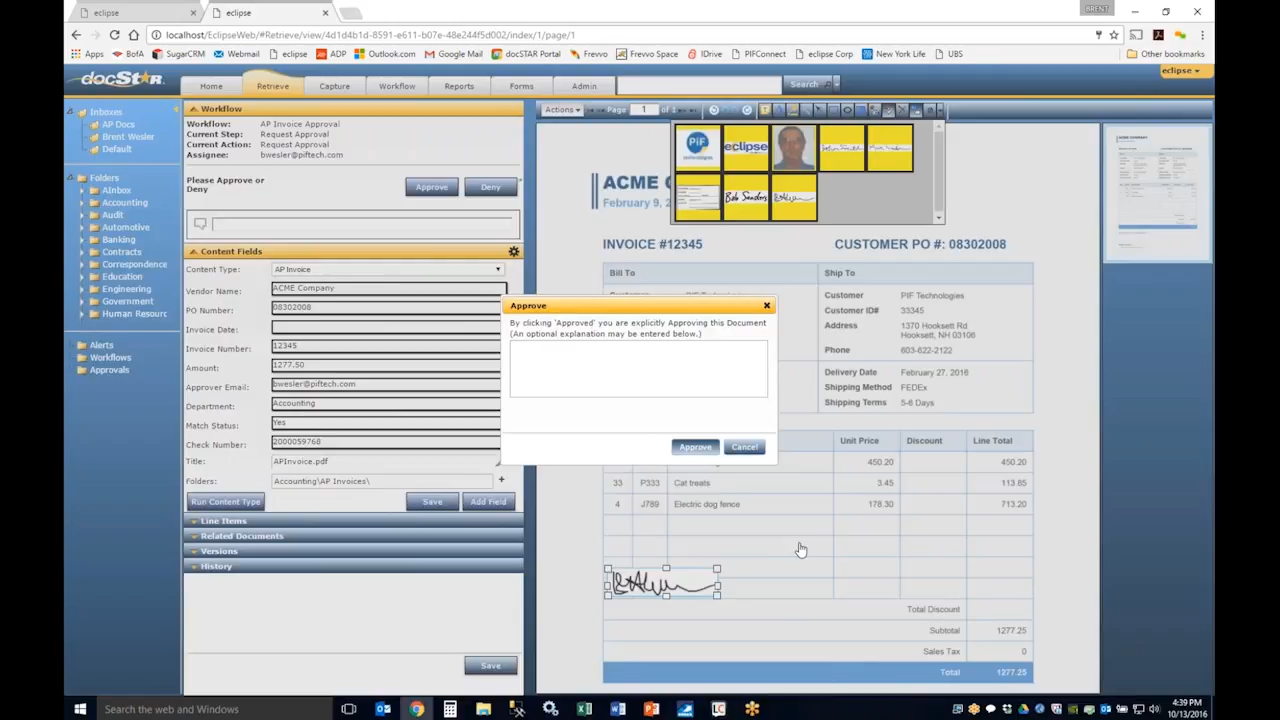 eclipse
eclipse
BRENT
localhost/EclipseWeb/#Retrieve/view/4d1d4b1d-8591-e611-b07e-48e244f35d02/index/1/page/1
Apps BofA SugarCRM Webmail eclipse ADP Outlook.com Google Mail docSTAR Portal Frevvo Frevvo Space IDrive PIFConnect eclipse Corp New York Life UBS Other bookmarks
docSTAR
Home Retrieve Capture Workflow Reports Forms Admin Search
eclipse
Inboxes
AP Docs
Brent Wesler
Default
Folders
AInbox
Accounting
Audit
Automotive
Banking
Contracts
Correspondence
Education
Engineering
Government
Human Resourc
Alerts
Workflows
Approvals
Workflow
Workflow: AP Invoice Approval
Current Step: Request Approval
Current Action: Request Approval
Assignee: bwesler@piftech.com
Please Approve or
Deny
Approve Deny
Content Fields
Content Type: AP Invoice
Vendor Name: ACME Company
PO Number: 08302008
Invoice Date:
Invoice Number: 12345
Amount: 1277.50
Approver Email: bwesler@piftech.com
Department: Accounting
Match Status: Yes
Check Number: 2000059768
Title: APInvoice.pdf
Folders: Accounting\AP Invoices\
Run Content Type Save Add Field
Line Items
Related Documents
Versions
History
Save
Actions Page 1 of 1
PIF
eclipse
Bob Sanders
ACME C
February 9, 2
INVOICE #12345 CUSTOMER PO #: 08302008
Bill To Ship To
Customer PIF Technologies
Customer ID# 33345
Address 1370 Hooksett Rd
Hooksett, NH 03106
Phone 603-622-2122
Delivery Date February 27, 2016
Shipping Method FEDEx
Shipping Terms 5-6 Days
Approve
By clicking 'Approved' you are explicitly Approving this Document
(An optional explanation may be entered below.)
Approve Cancel
Unit Price Discount Line Total
450.20 450.20
33 P333 Cat treats 3.45 113.85
4 J789 Electric dog fence 178.30 713.20
Total Discount
Subtotal 1277.25
Sales Tax 0
Total 1277.25
ACME COMPANY
Search the web and Windows
4:39 PM
10/13/2016